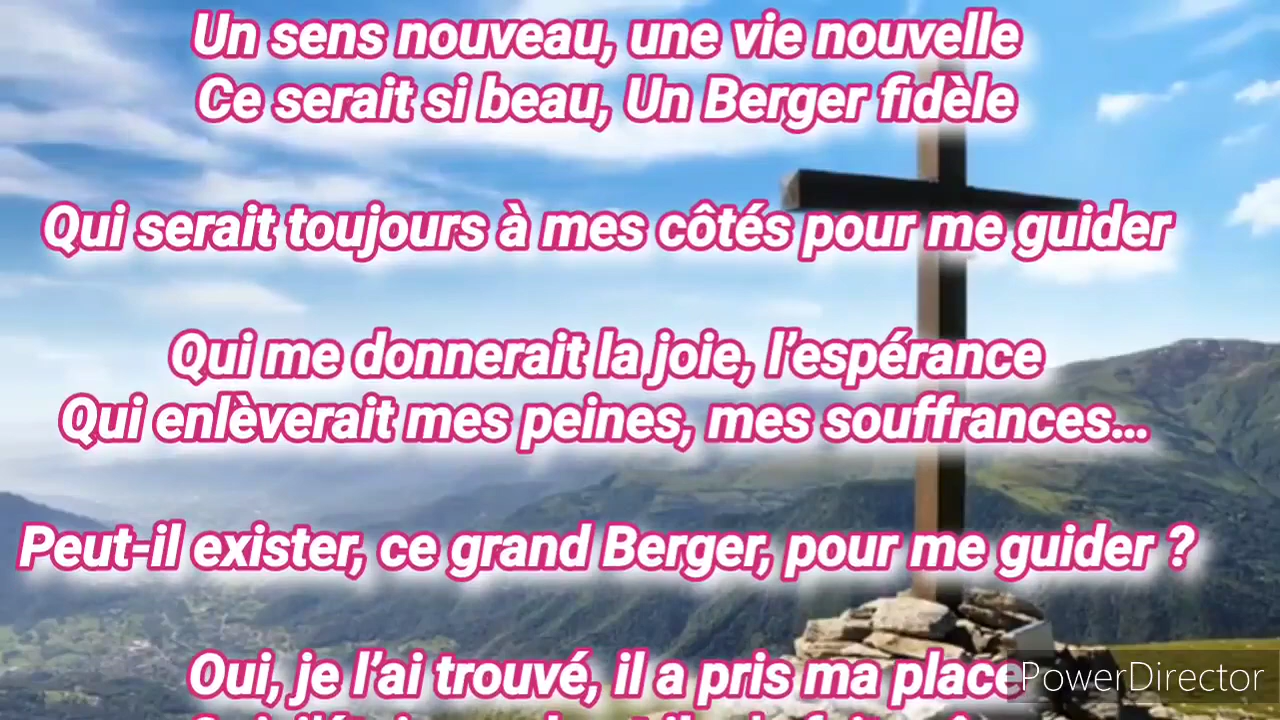 Un sens nouveau, une vie nouvelle
Ce serait si beau, Un Berger fidèle
Qui serait toujours à mes côtés pour me guider
Qui me donnerait la joie, l’espérance
Qui enlèverait mes peines, mes souffrances...
Peut-il exister, ce grand Berger, pour me guider ?
Oui, je l’ai trouvé, il a pris ma place
PowerDirector